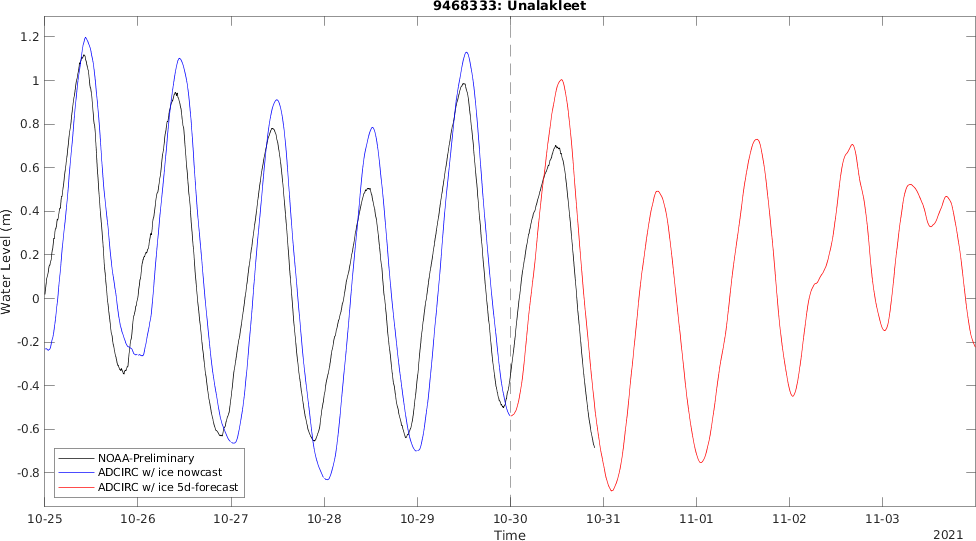 9468333: Unalakleet
1.2
1
0.8
0.6
0.4
0.2
0
-0.2
-0.4
-0.6
-0.8
Water Level (m)
NOAA-Preliminary
ADCIRC w/ ice nowcast
ADCIRC w/ ice 5d-forecast
10-25 10-26 10-27 10-28 10-29 10-30 10-31 11-01 11-02 11-03
Time
2021